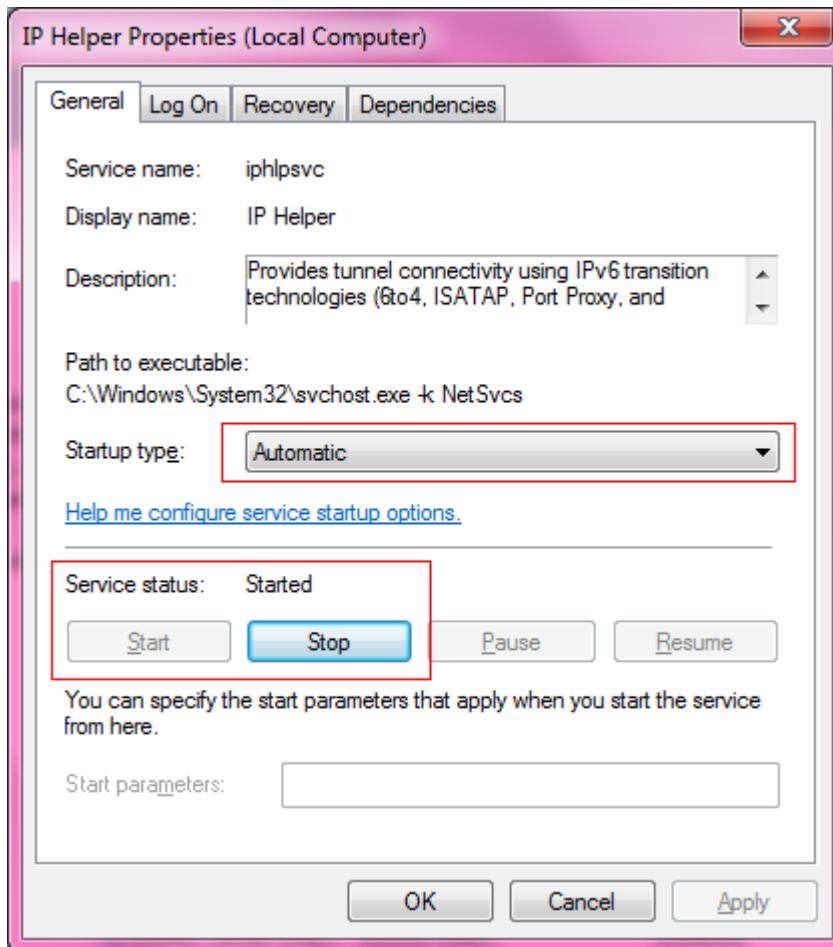 IP Helper Properties (Local Computer)
General Log On Recovery Dependencies
Service name: iphlpsvc
Display name: IP Helper
Description: Provides tunnel connectivity using IPv6 transition
technologies (6to4, ISATAP, Port Proxy, and
Path to executable:
C:\Windows\System32\svchost.exe -k NetSvcs
Startup type: Automatic
Help me configure service startup options.
Service status: Started
Start Stop Pause Resume
You can specify the start parameters that apply when you start the service
from here.
Start parameters:
OK Cancel Apply